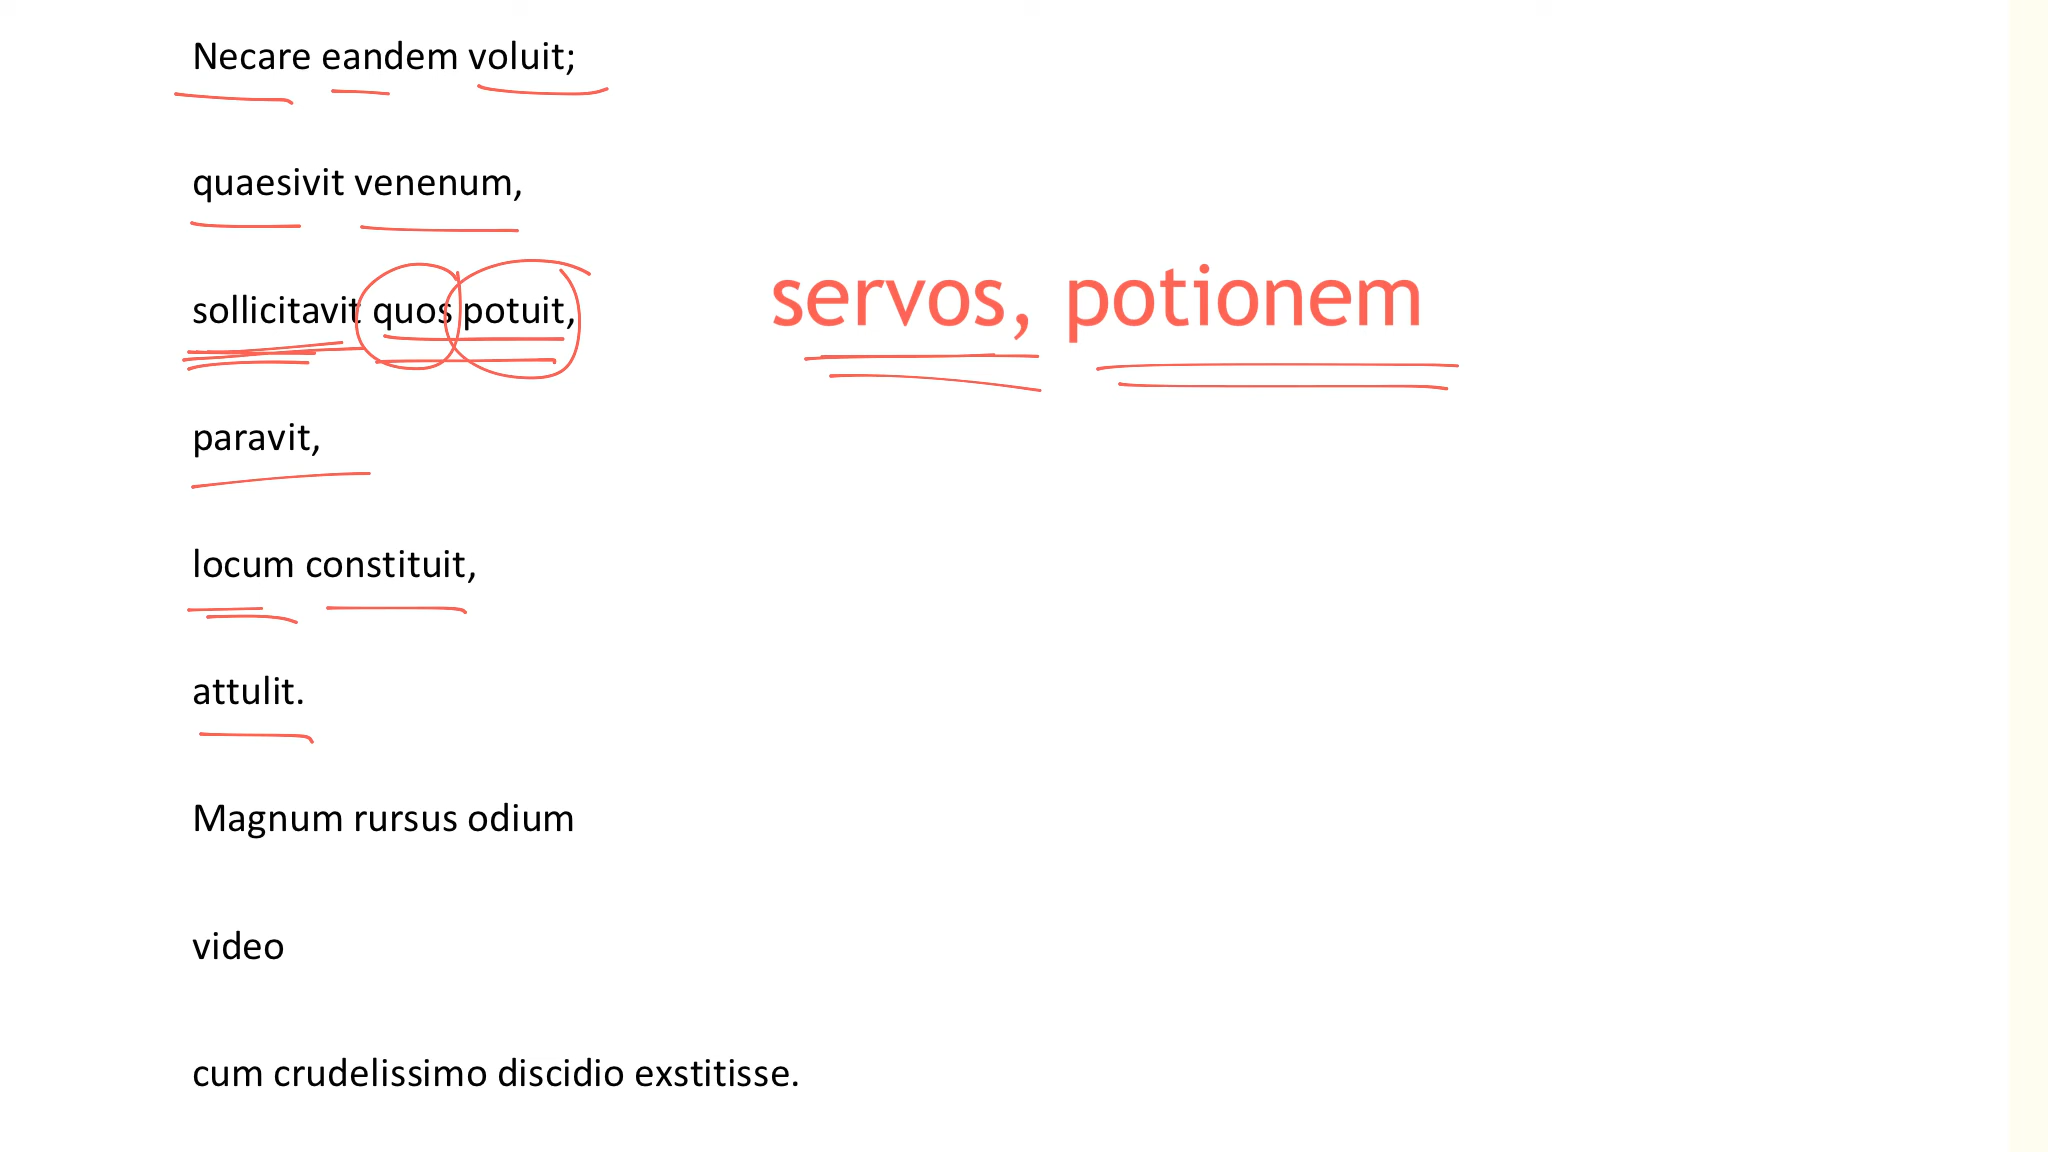 Necare eandem voluit;
quaesivit venenum,
sollicitavit quos potuit,
servos, potionem
paravit,
locum constituit,
attulit.
Magnum rursus odium
video
cum crudelissimo discidio exstitisse.